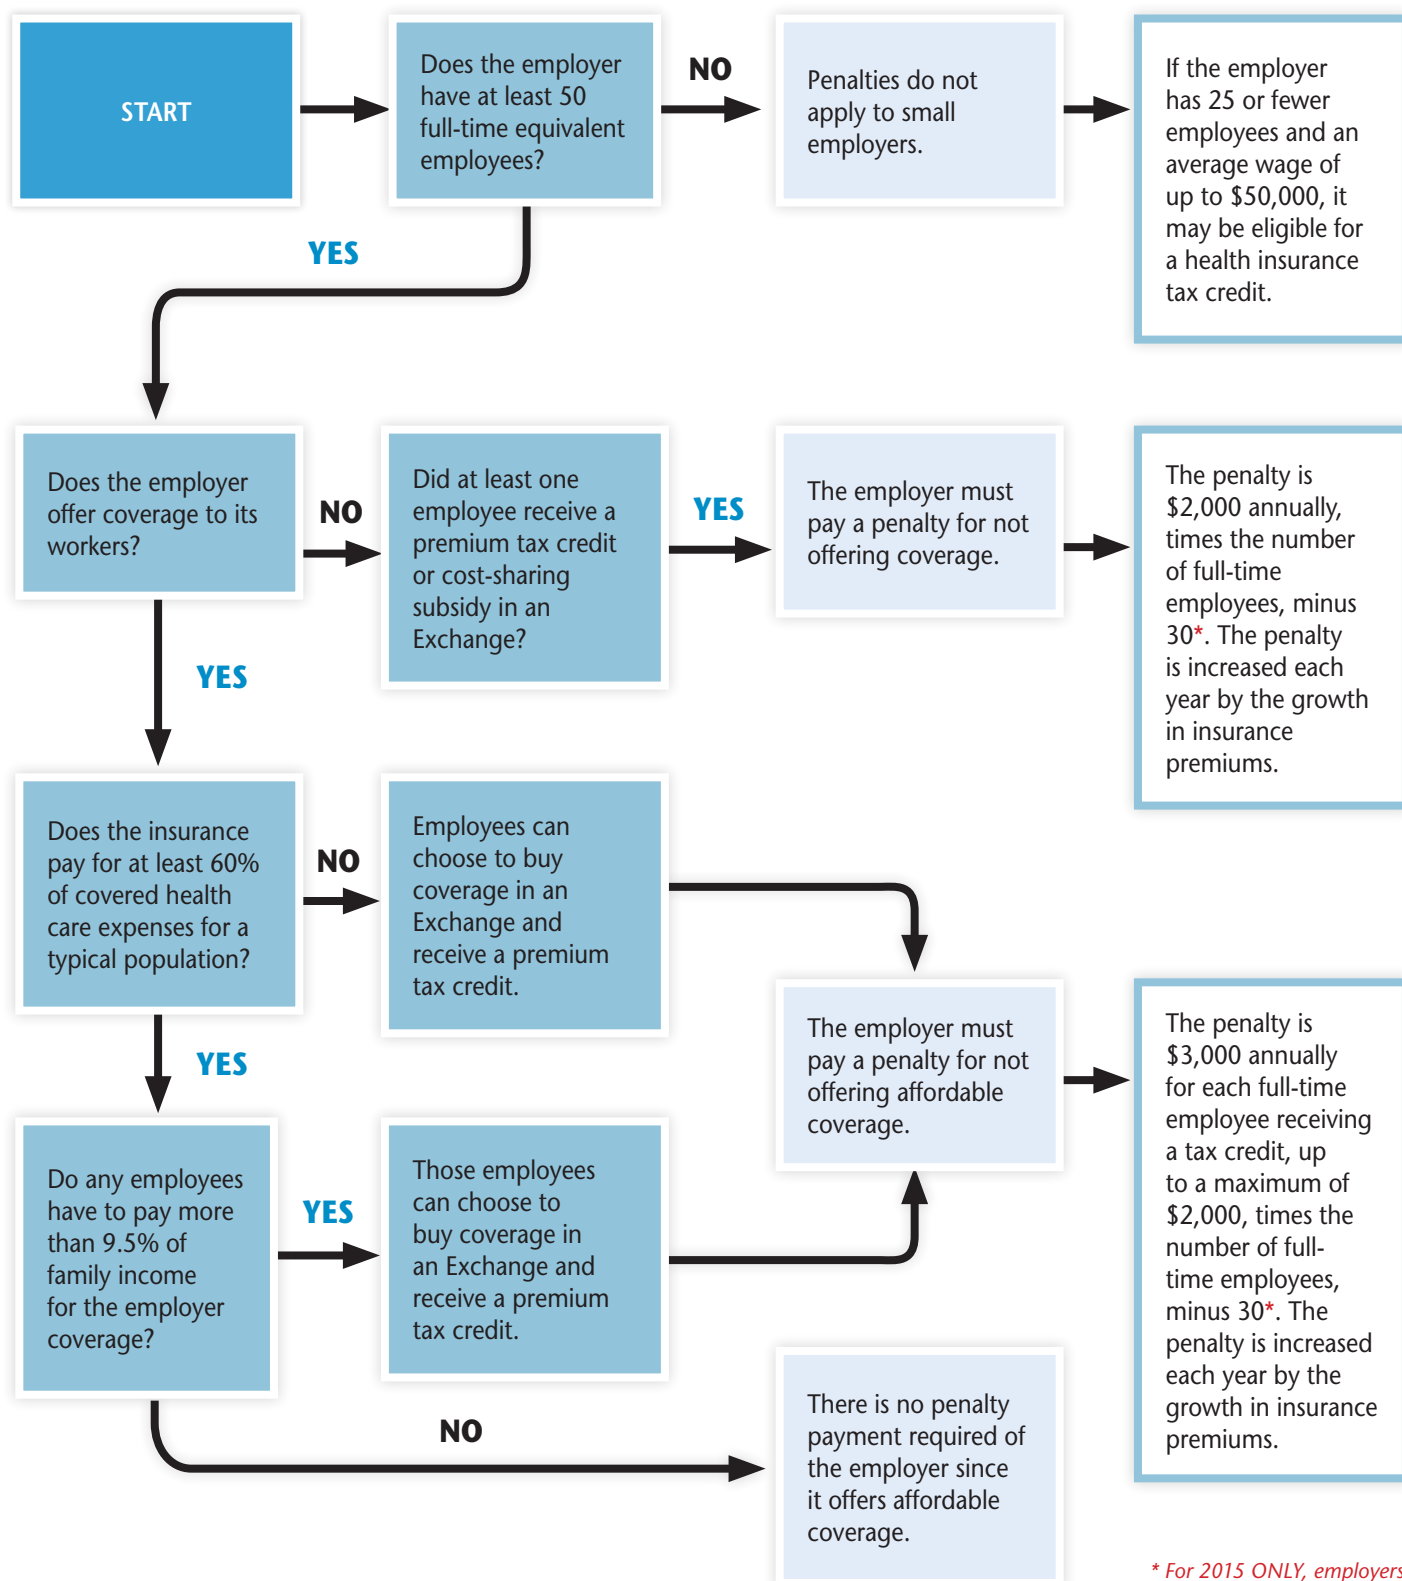 START
Does the employer
have at least 50
full-time equivalent
employees?
NO
Penalties do not
apply to small
employers.
If the employer
has 25 or fewer
employees and an
average wage of
up to $50,000, it
may be eligible for
a health insurance
tax credit.
YES
Does the employer
offer coverage to its
workers?
NO
Did at least one
employee receive a
premium tax credit
or cost-sharing
subsidy in an
Exchange?
YES
The employer must
pay a penalty for not
offering coverage.
The penalty is
$2,000 annually,
times the number
of full-time
employees, minus
30*. The penalty
is increased each
year by the growth
in insurance
premiums.
YES
Does the insurance
pay for at least 60%
of covered health
care expenses for a
typical population?
NO
Employees can
choose to buy
coverage in an
Exchange and
receive a premium
tax credit.
The employer must
pay a penalty for not
offering affordable
coverage.
The penalty is
$3,000 annually
for each full-time
employee receiving
a tax credit, up
to a maximum of
$2,000, times the
number of full-
time employees,
minus 30*. The
penalty is increased
each year by the
growth in insurance
premiums.
YES
Do any employees
have to pay more
than 9.5% of
family income
for the employer
coverage?
YES
Those employees
can choose to
buy coverage in
an Exchange and
receive a premium
tax credit.
NO
There is no penalty
payment required of
the employer since
it offers affordable
coverage.
* For 2015 ONLY, employers